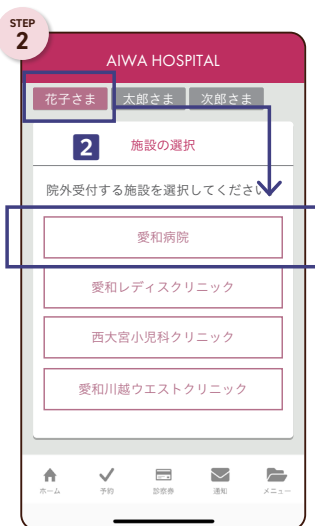 STEP
2
AIWA HOSPITAL
花子さま 太郎さま 次郎さま
2 施設の選択
院外受付する施設を選択してください
愛和病院
愛和レディスクリニック
西大宮小児科クリニック
愛和川越ウエストクリニック
ホーム 予約 診察券 通知 メニュー